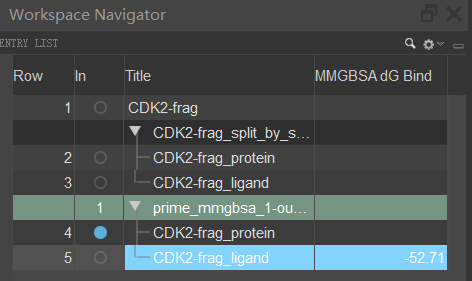 Workspace Navigator
ENTRY LIST
Row In Title MMGBSA dG Bind
1 CDK2-frag
CDK2-frag_split_by_s...
2 CDK2-frag_protein
3 CDK2-frag_ligand
1 prime_mmgbsa_1-ou...
4 CDK2-frag_protein
5 CDK2-frag_ligand -52.71